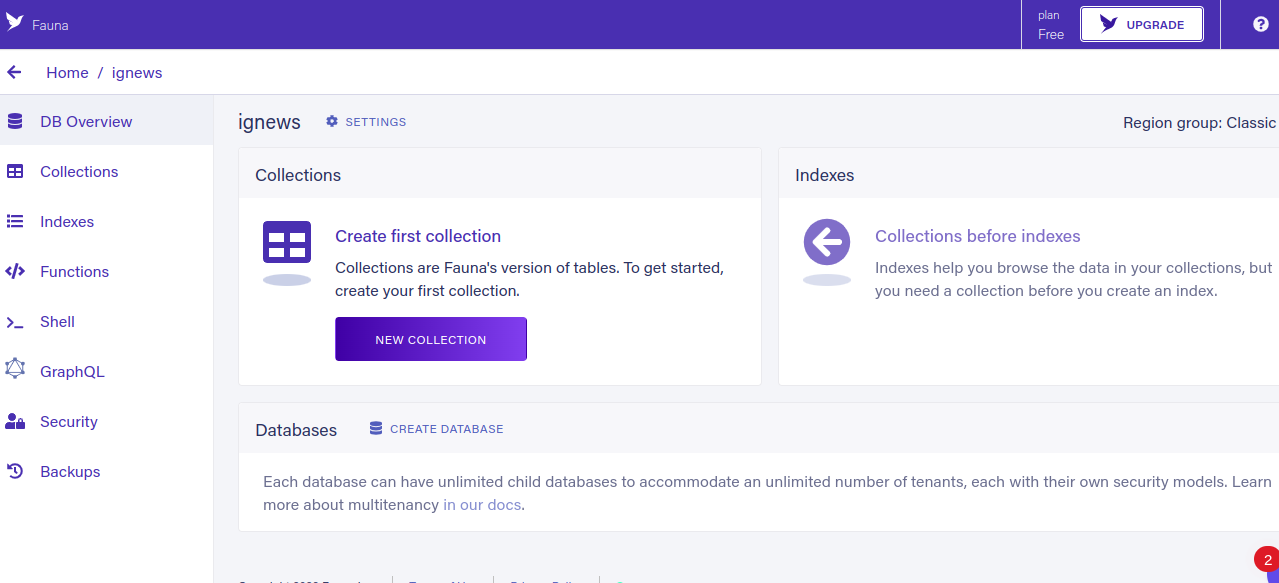 Fauna
plan
Free
UPGRADE
Home / ignews
DB Overview
Collections
Indexes
Functions
Shell
GraphQL
Security
Backups
ignews
SETTINGS
Region group: Classic
Collections
Create first collection
Collections are Fauna's version of tables. To get started,
create your first collection.
NEW COLLECTION
Indexes
Collections before indexes
Indexes help you browse the data in your collections, but
you need a collection before you create an index.
Databases
CREATE DATABASE
Each database can have unlimited child databases to accommodate an unlimited number of tenants, each with their own security models. Learn
more about multitenancy in our docs.
2